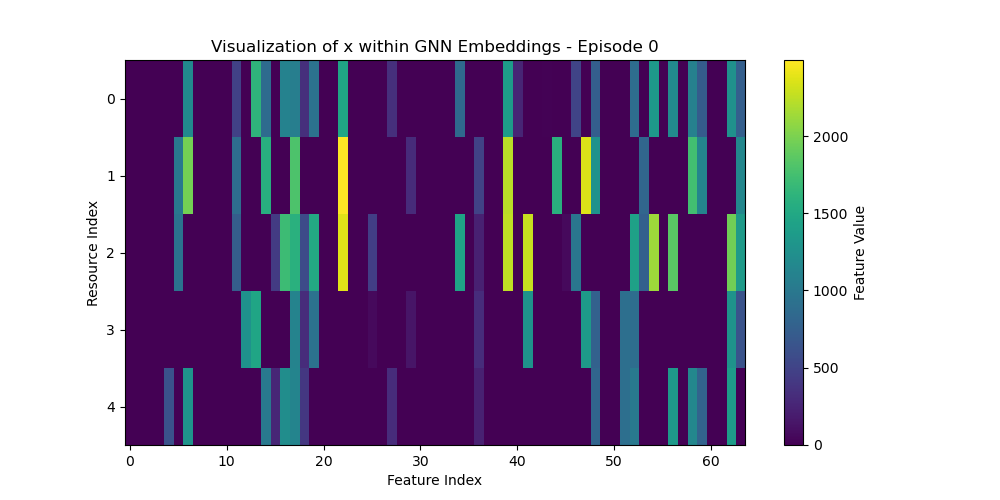 Visualization of x within GNN Embeddings - Episode 0
Resource Index
0
1
2
3
4
0 10 20 30 40 50 60
Feature Index
2000
1500
1000
500
0
Feature Value